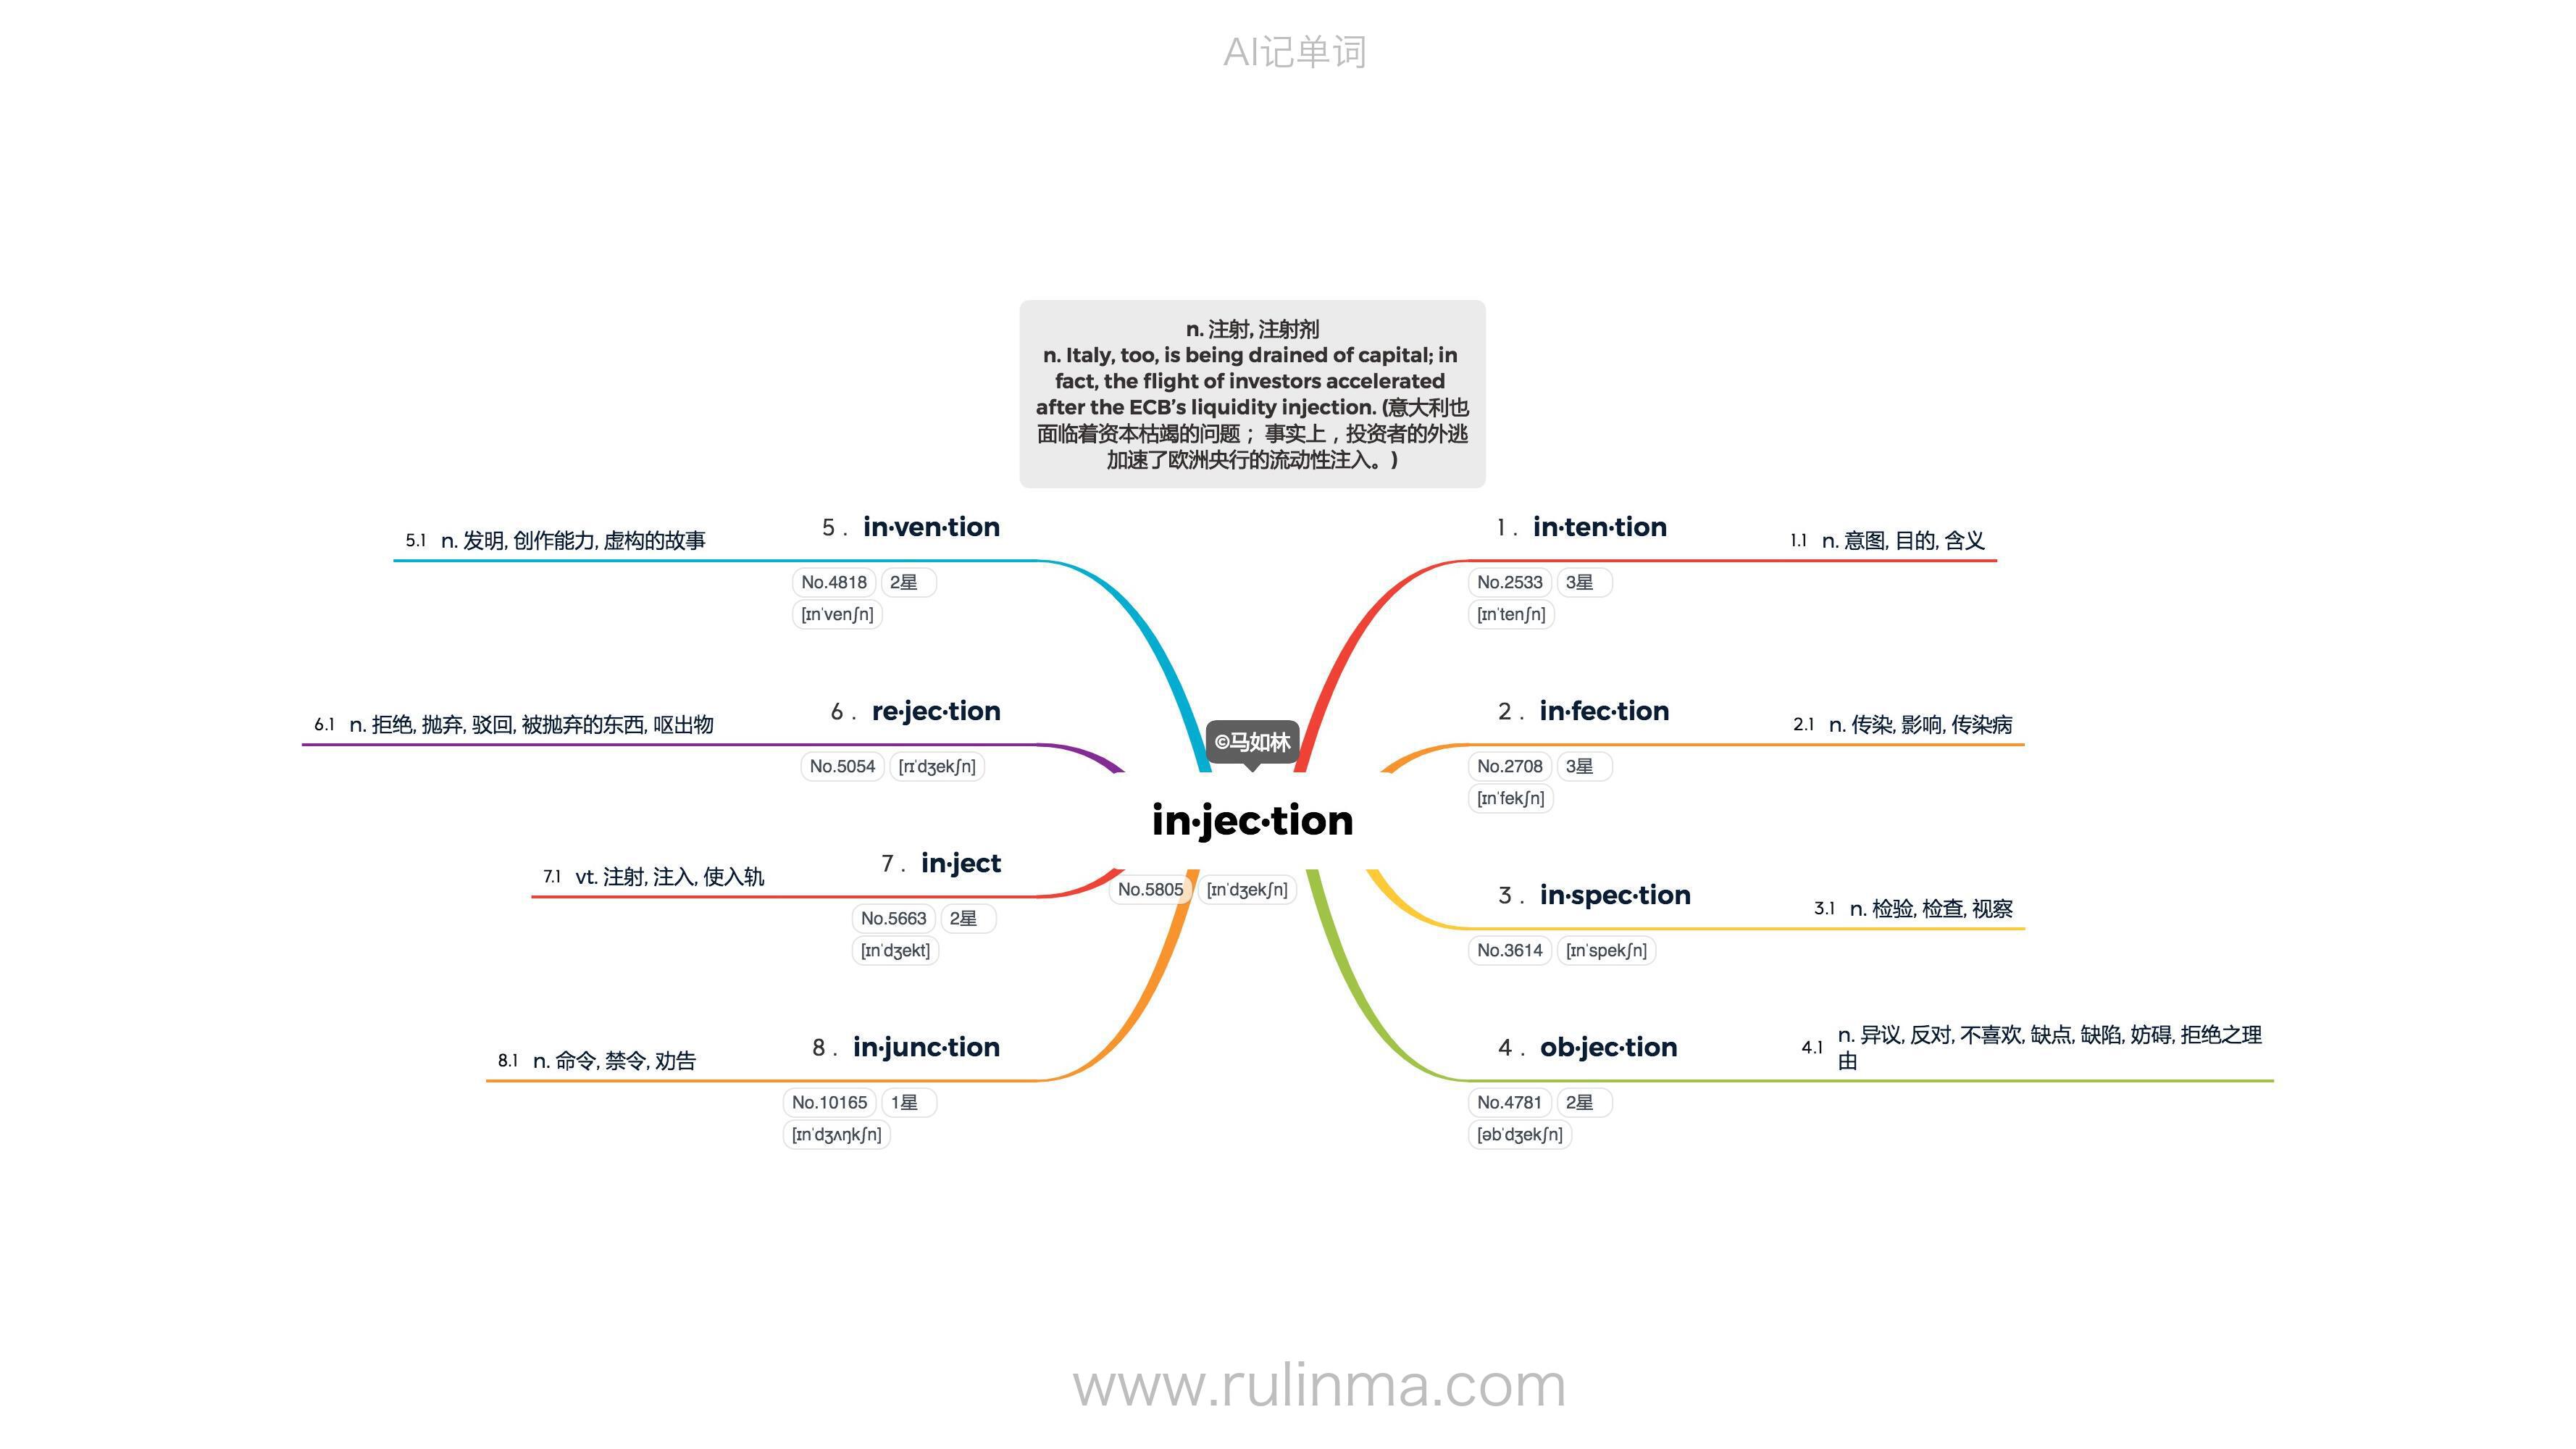 AI记单词
n. 注射, 注射剂
n. Italy, too, is being drained of capital; in
fact, the flight of investors accelerated
after the ECB’s liquidity injection. (意大利也
面临着资本枯竭的问题； 事实上，投资者的外逃
加速了欧洲央行的流动性注入。)
©马如林
in·jec·tion
No.5805 [ɪnˈdʒekʃn]
1 . in·ten·tion
No.2533 3星
[ɪnˈtenʃn]
1.1 n. 意图, 目的, 含义
2 . in·fec·tion
No.2708 3星
[ɪnˈfekʃn]
2.1 n. 传染, 影响, 传染病
3 . in·spec·tion
No.3614 [ɪnˈspekʃn]
3.1 n. 检验, 检查, 视察
4 . ob·jec·tion
No.4781 2星
[əbˈdʒekʃn]
4.1 n. 异议, 反对, 不喜欢, 缺点, 缺陷, 妨碍, 拒绝之理
由
5 . in·ven·tion
No.4818 2星
[ɪnˈvenʃn]
5.1 n. 发明, 创作能力, 虚构的故事
6 . re·jec·tion
No.5054 [rɪˈdʒekʃn]
6.1 n. 拒绝, 抛弃, 驳回, 被抛弃的东西, 呕出物
7 . in·ject
No.5663 2星
[ɪnˈdʒekt]
7.1 vt. 注射, 注入, 使入轨
8 . in·junc·tion
No.10165 1星
[ɪnˈdʒʌŋkʃn]
8.1 n. 命令, 禁令, 劝告
www.rulinma.com